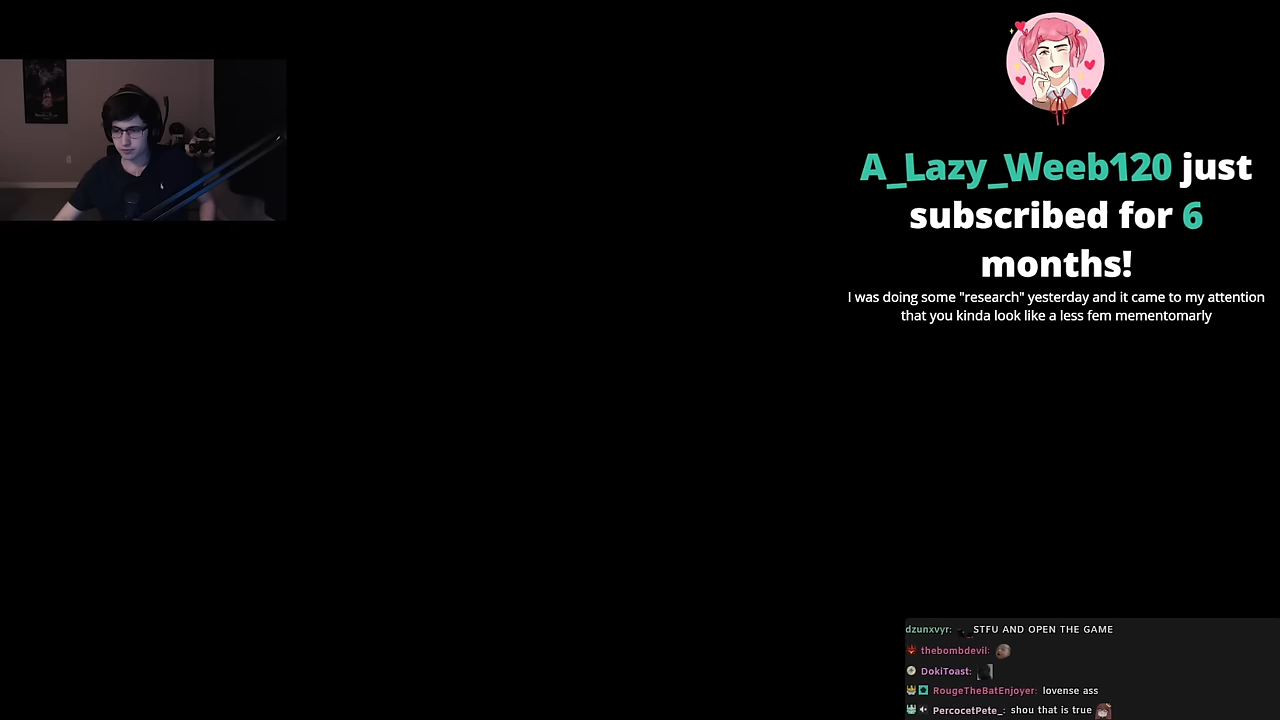 A_Lazy_Weeb120 just
subscribed for 6
months!
I was doing some "research" yesterday and it came to my attention
that you kinda look like a less fem mementomarly
dzunxvyr: STFU AND OPEN THE GAME
thebombdevil:
DokiToast:
RougeTheBatEnjoyer: lovense ass
PercocetPete_: shou that is true